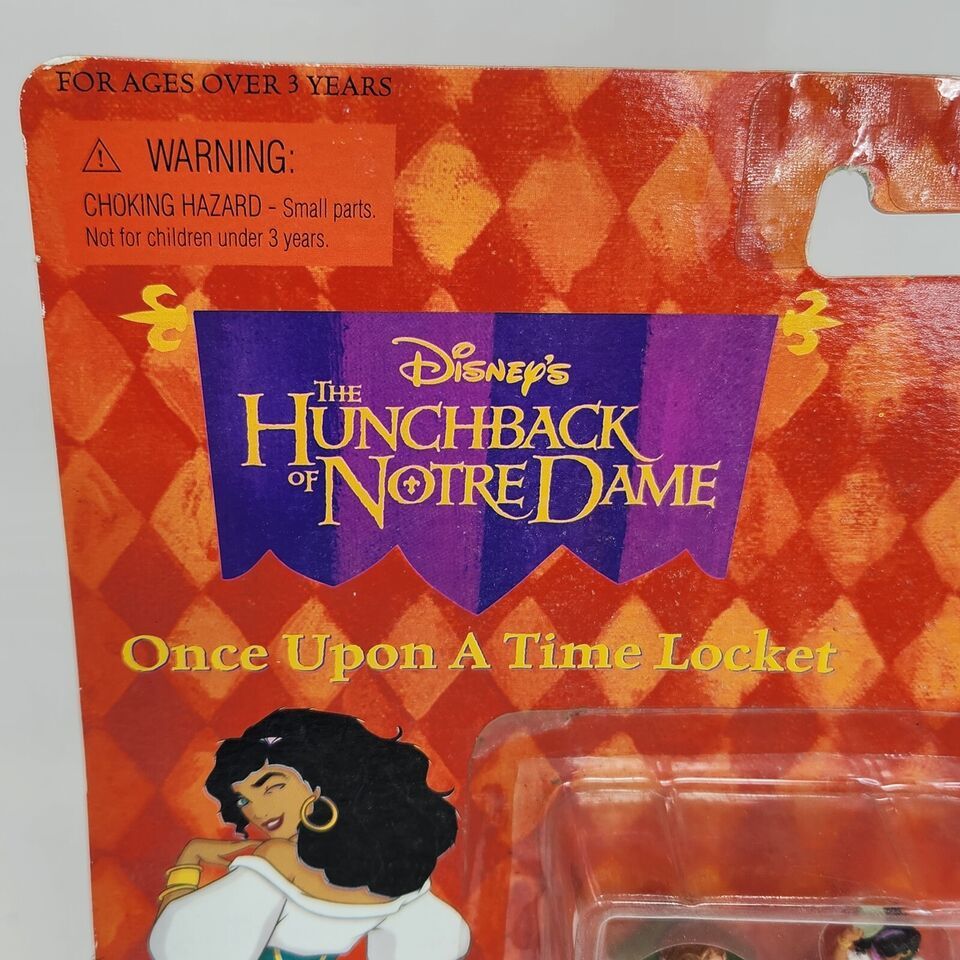 FOR AGES OVER 3 YEARS
WARNING:
CHOKING HAZARD - Small parts.
Not for children under 3 years.
Disney's
THE
HUNCHBACK
OF NOTRE DAME
Once Upon A Time Locket